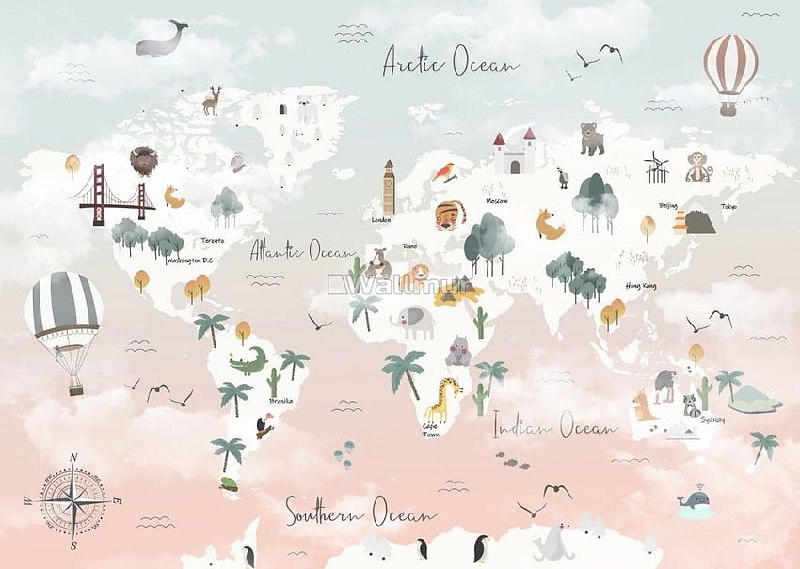 Arctic Ocean
London
Moscow
Beijing
Tokyo
Toronto
Washington D.C
Atlantic Ocean
Rome
Wallmur
Hong Kong
Brasilia
Cape
Town
Indian Ocean
Sydney
N
W
E
S
Southern Ocean